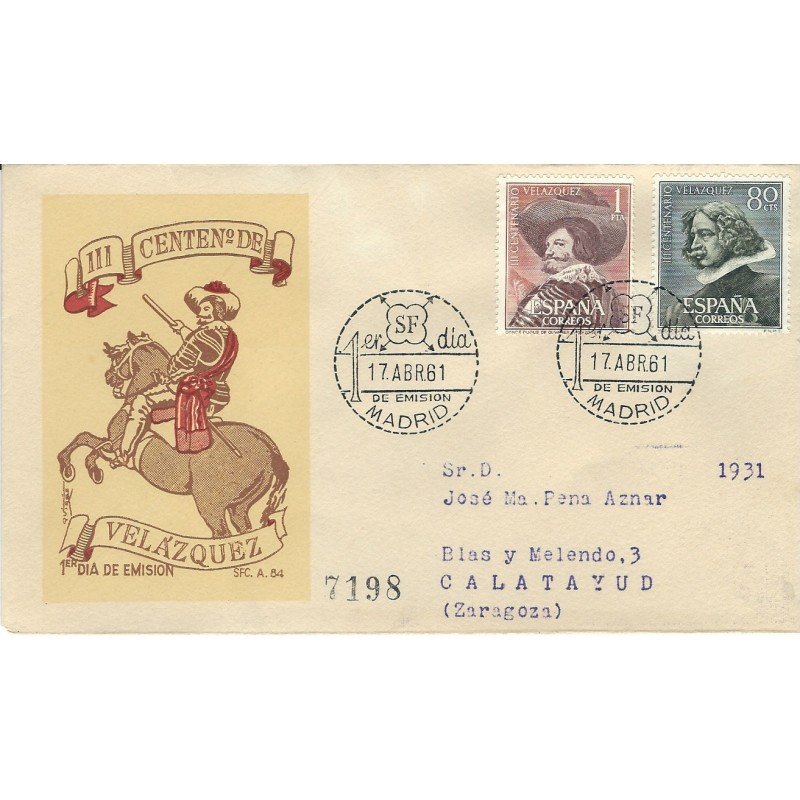 III CENTENº DE
VELÁZQUEZ
1ER DIA DE EMISION
SFC. A. 84
7198
III CENTENARIO VELAZQUEZ
1
PTA
ESPAÑA
CORREOS
III CENTENARIO VELAZQUEZ
80
CTS
ESPAÑA
CORREOS
1er SF día
17.ABR.61
DE EMISION
MADRID
1er SF día
17.ABR.61
DE EMISION
MADRID
Sr.D. 1931
José Ma.Pena Aznar
Blas y Melendo,3
CALATAYUD
(Zaragoza)